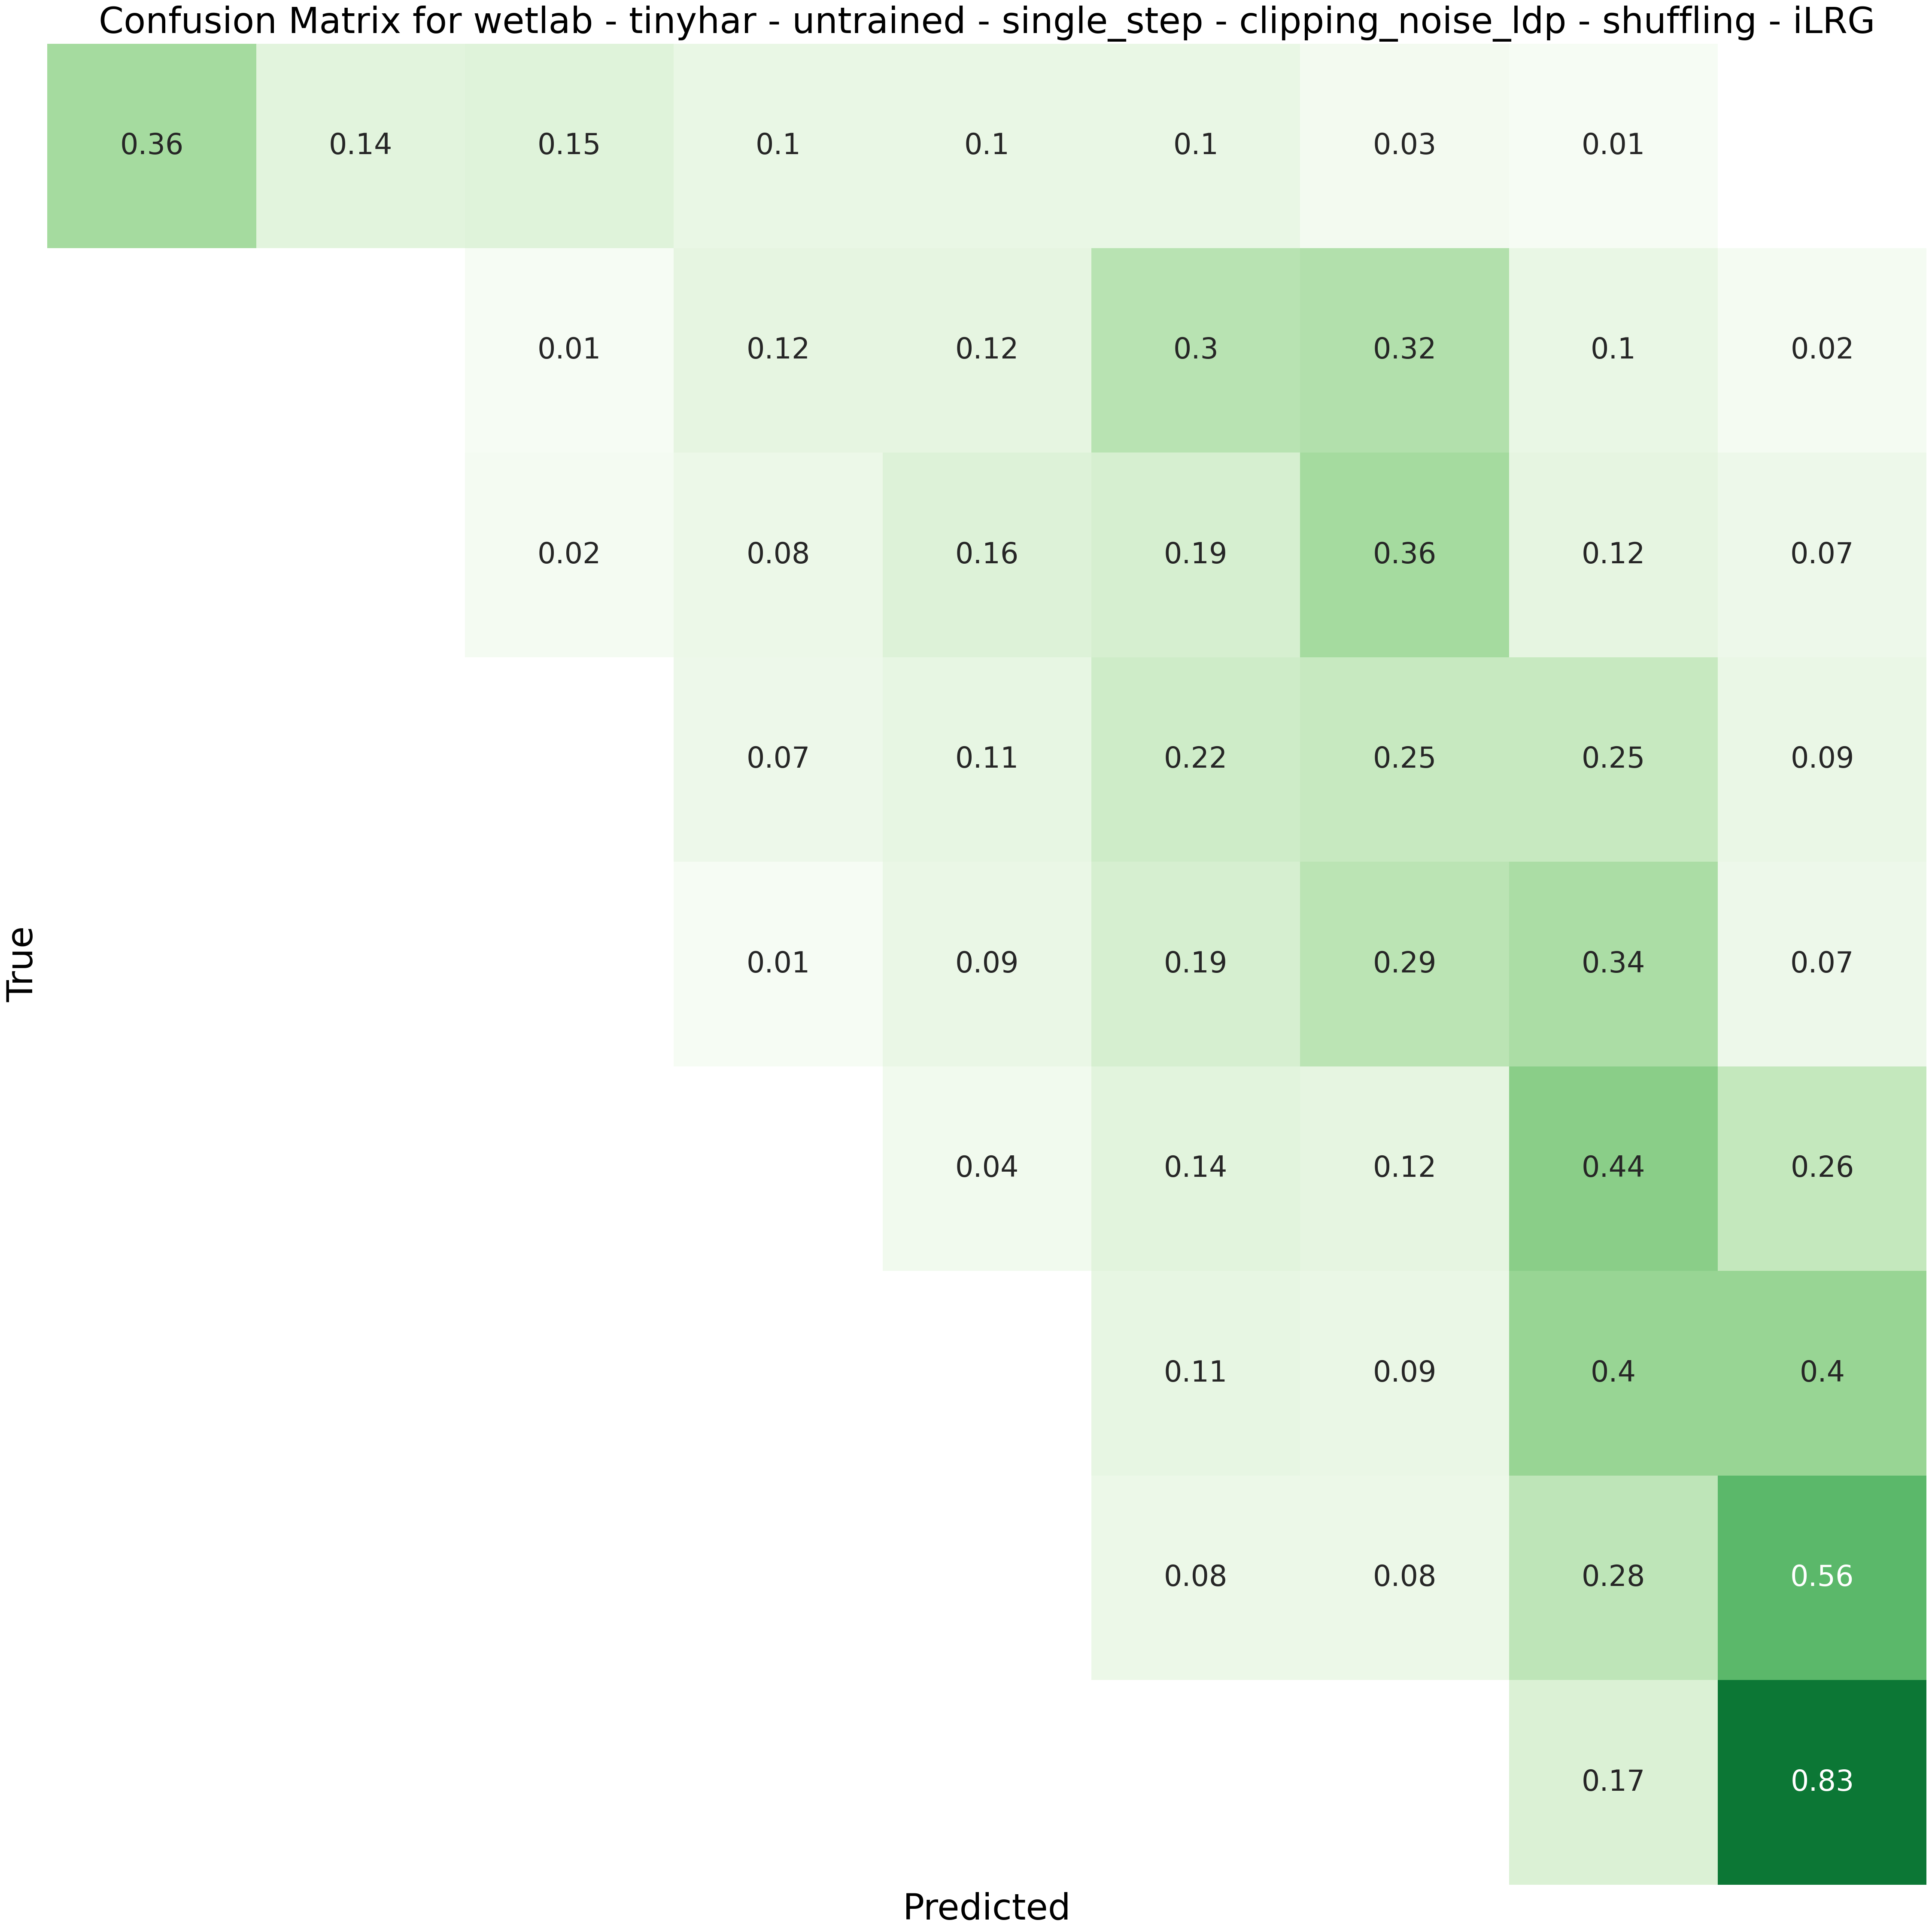 Confusion Matrix for wetlab - tinyhar - untrained - single_step - clipping_noise_ldp - shuffling - iLRG
0.36 0.14 0.15 0.1 0.1 0.1 0.03 0.01
0.01 0.12 0.12 0.3 0.32 0.1 0.02
0.02 0.08 0.16 0.19 0.36 0.12 0.07
0.07 0.11 0.22 0.25 0.25 0.09
0.01 0.09 0.19 0.29 0.34 0.07
0.04 0.14 0.12 0.44 0.26
0.11 0.09 0.4 0.4
0.08 0.08 0.28 0.56
0.17 0.83
True
Predicted